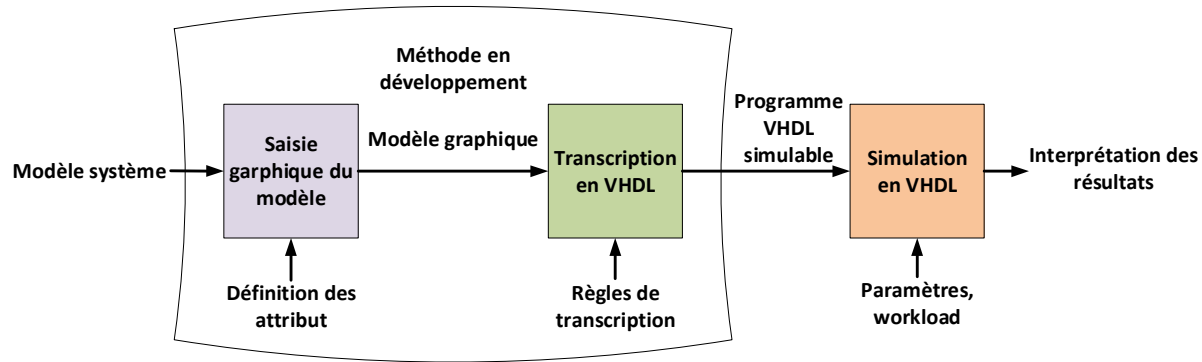 Méthode en
développement
Modèle système
Saisie
garphique du
modèle
Modèle graphique
Transcription
en VHDL
Programme
VHDL
simulable
Simulation
en VHDL
Interprétation des
résultats
Définition des
attribut
Règles de
transcription
Paramètres,
workload